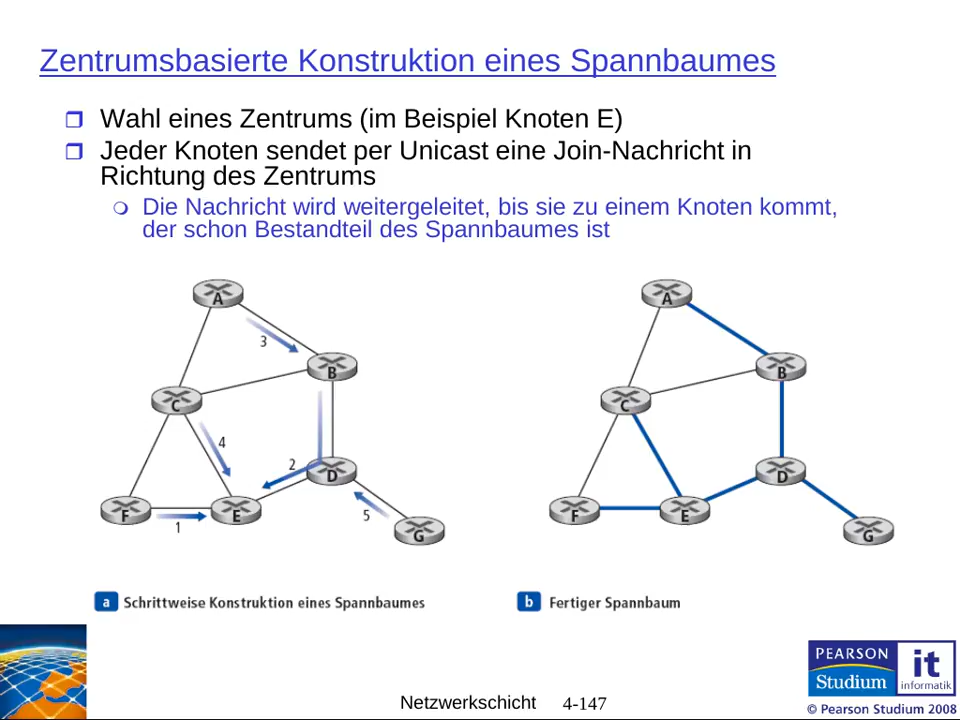 Zentrumsbasierte Konstruktion eines Spannbaumes
Wahl eines Zentrums (im Beispiel Knoten E)
Jeder Knoten sendet per Unicast eine Join-Nachricht in
Richtung des Zentrums
Die Nachricht wird weitergeleitet, bis sie zu einem Knoten kommt,
der schon Bestandteil des Spannbaumes ist
A
3
B
C
4
2
D
F
1
E
5
G
a Schrittweise Konstruktion eines Spannbaumes
A
B
C
D
F
E
G
b Fertiger Spannbaum
PEARSON
Studium
it
informatik
Netzwerkschicht 4-147
© Pearson Studium 2008